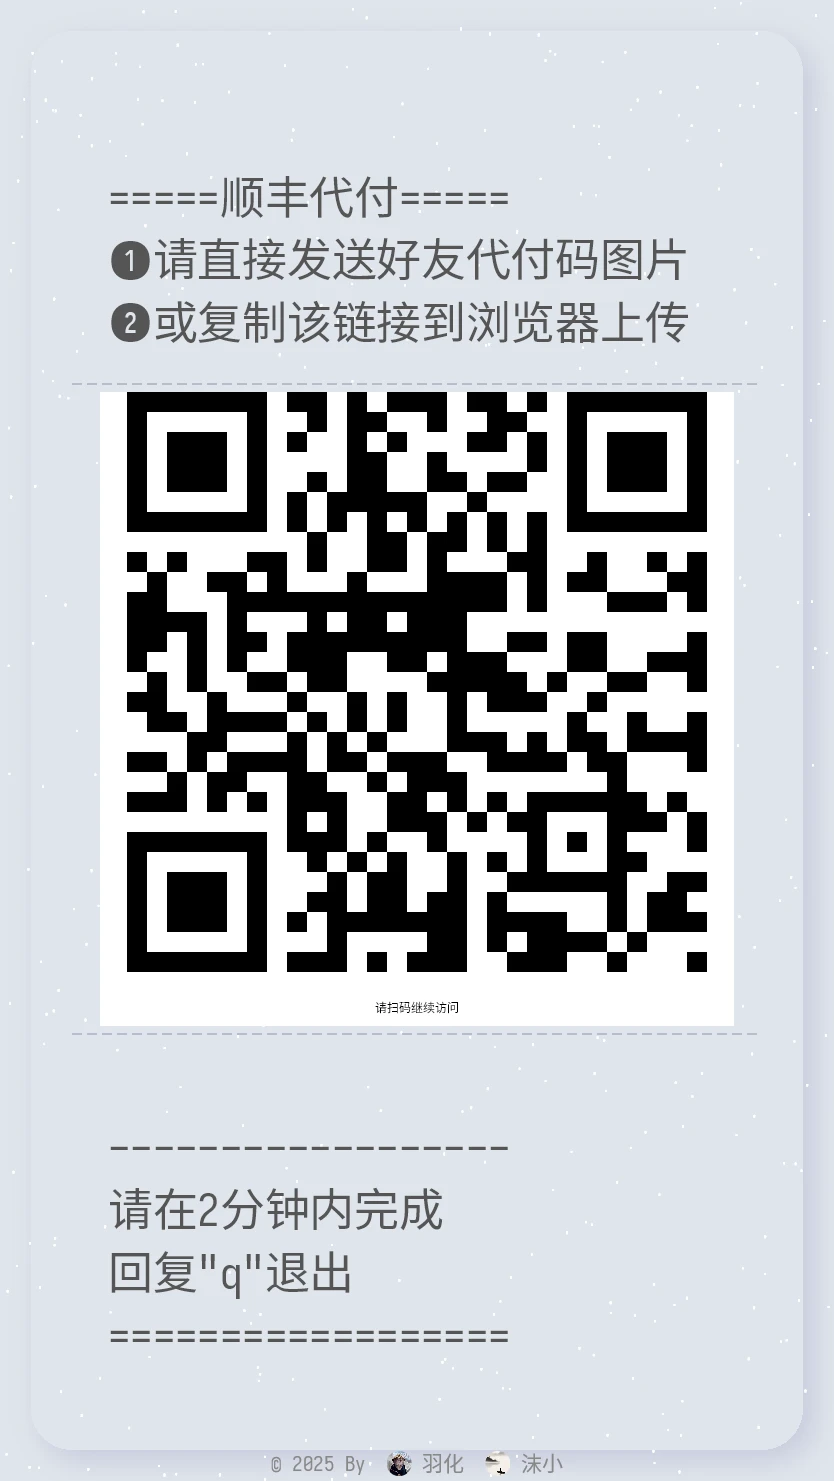 =====顺丰代付=====
❶请直接发送好友代付码图片
❷或复制该链接到浏览器上传
请扫码继续访问
------------------
请在2分钟内完成
回复"q"退出
==================
© 2025 By 羽化 沫小